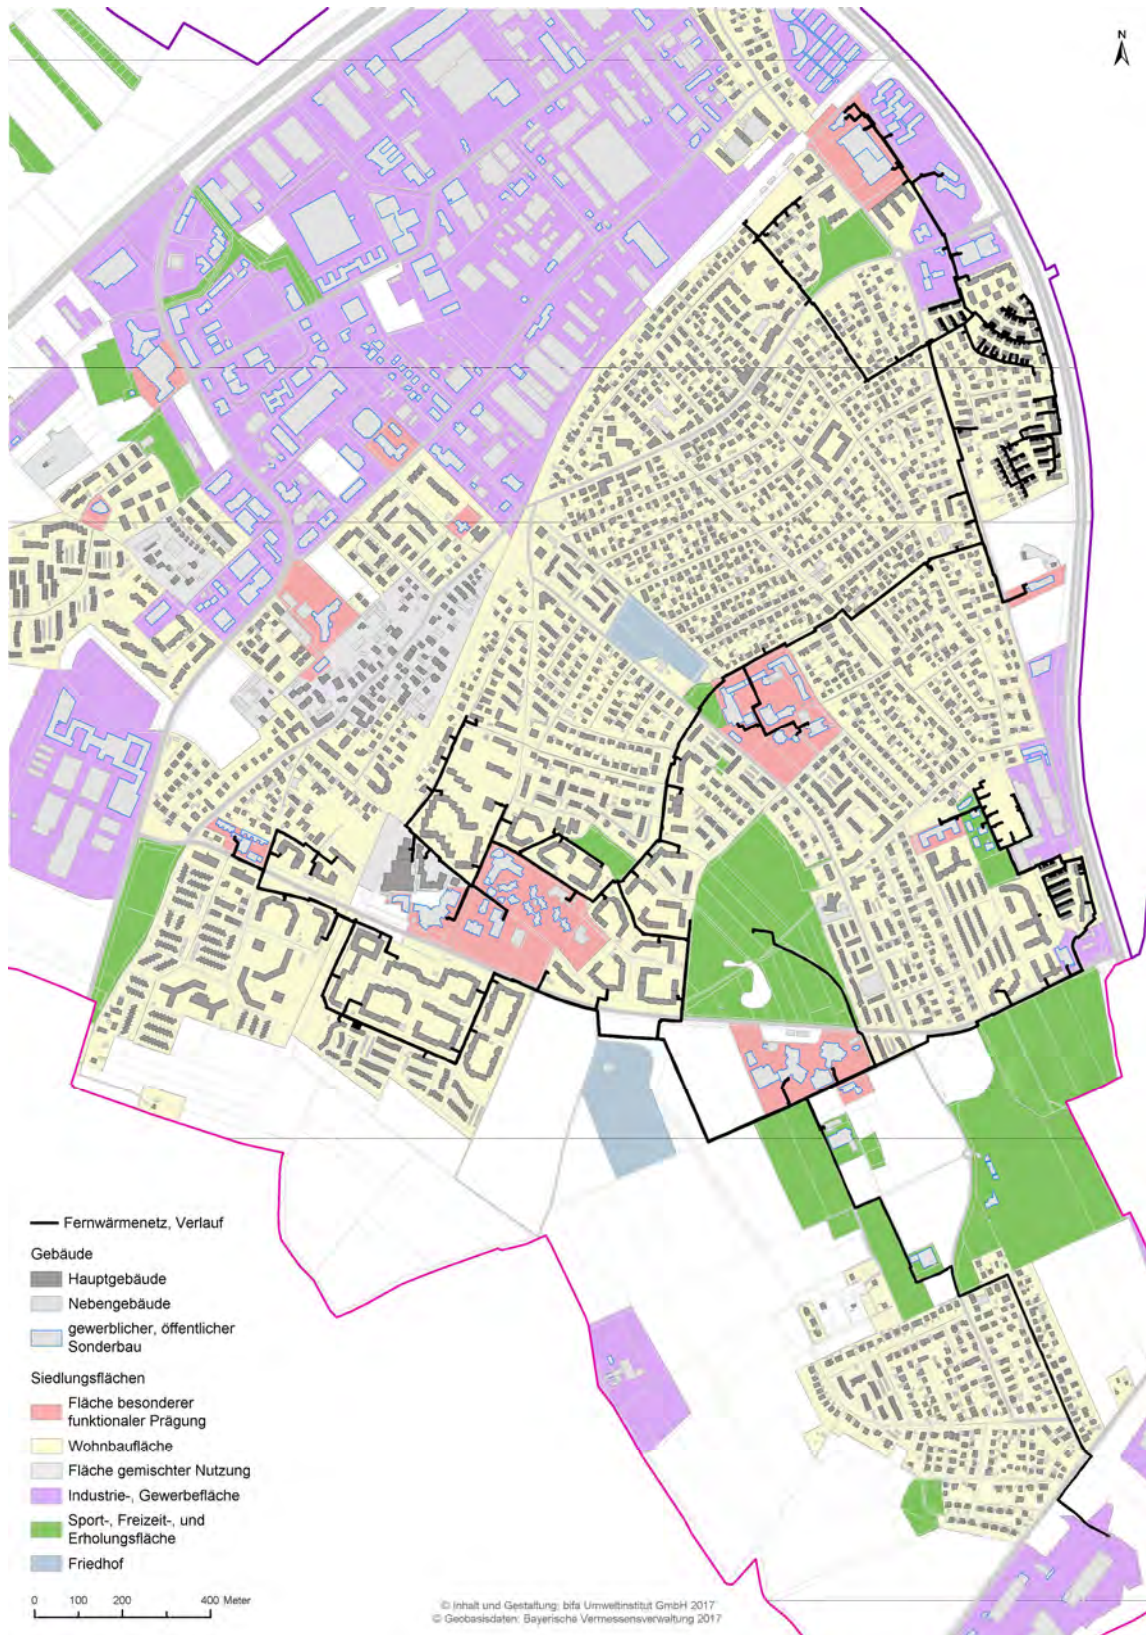 N
Fernwärmenetz, Verlauf
Gebäude
Hauptgebäude
Nebengebäude
gewerblicher, öffentlicher
Sonderbau
Siedlungsflächen
Fläche besonderer
funktionaler Prägung
Wohnbaufläche
Fläche gemischter Nutzung
Industrie-, Gewerbefläche
Sport-, Freizeit-, und
Erholungsfläche
Friedhof
0 100 200 400 Meter
© Inhalt und Gestaltung: bifa Umweltinstitut GmbH 2017
© Geobasisdaten: Bayerische Vermessensverwaltung 2017